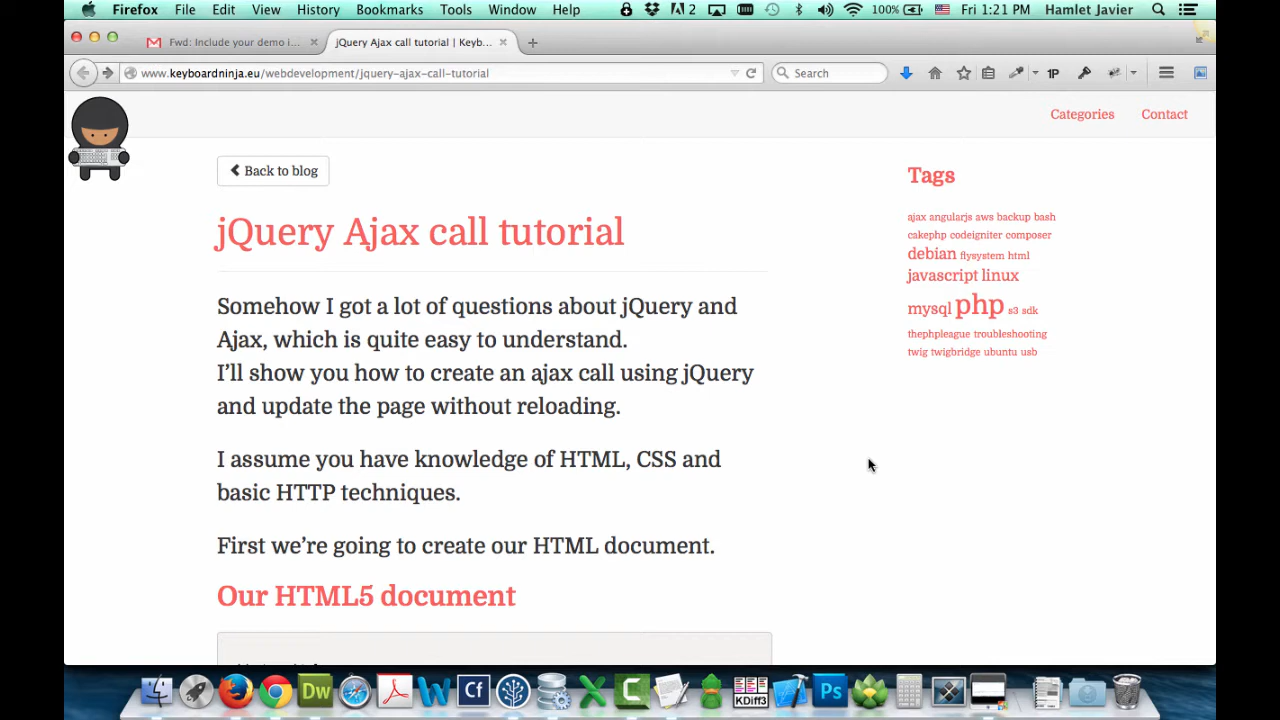 Firefox File Edit View Bookmarks Tools Window Help 2 100% Fri 1:21 PM Hamlet Javier
Fwd: Include your demo i... jQuery Ajax call tutorial | Keyb...
www.keyboardninja.eu/webdevelopment/jquery-ajax-call-tutorial Search 1P
Categories Contact
Back to blog
jQuery Ajax call tutorial
Somehow I got a lot of questions about jQuery and
Ajax, which is quite easy to understand.
I'll show you how to create an ajax call using jQuery
and update the page without reloading.
I assume you have knowledge of HTML, CSS and
basic HTTP techniques.
First we're going to create our HTML document.
Our HTML5 document
Tags
ajax angularjs aws backup bash
cakephp codeigniter composer
debian flysystem html
javascript linux
mysql php s3 sdk
thephpleague troubleshooting
twig twigbridge ubuntu usb
Dw Cf KDiff3 Ps